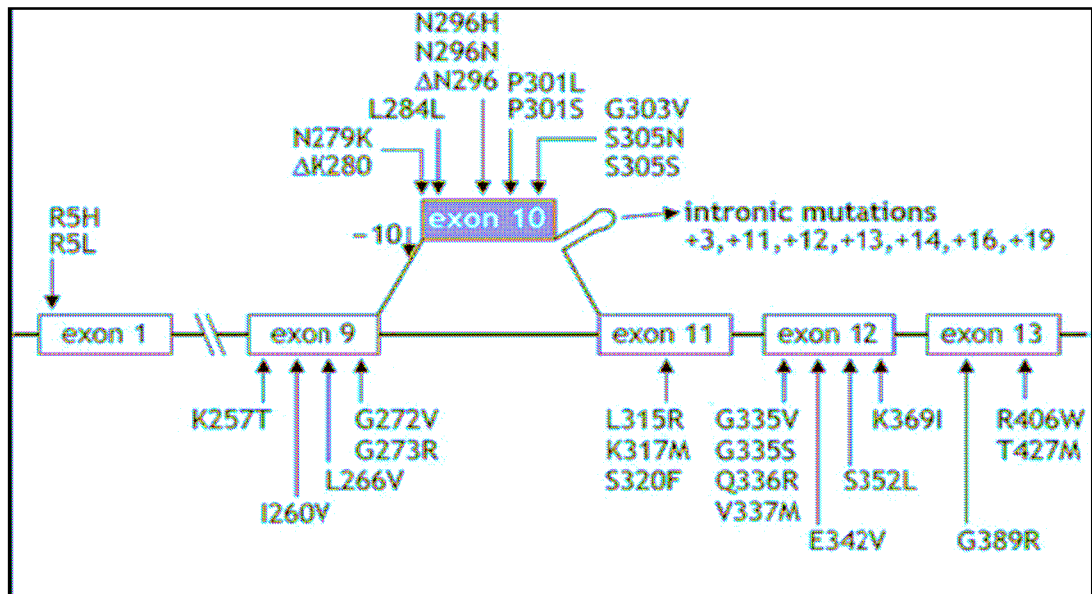 N296H
N296N
ΔN296
P301L
P301S
L284L
G303V
S305N
S305S
N279K
ΔK280
exon 10
R5H
R5L
-10
intronic mutations
+3,+11,+12,+13,+14,+16,+19
exon 1
exon 9
exon 11
exon 12
exon 13
K257T
G272V
G273R
L266V
I260V
L315R
K317M
S320F
G335V
G335S
Q336R
V337M
K369I
S352L
E342V
R406W
T427M
G389R